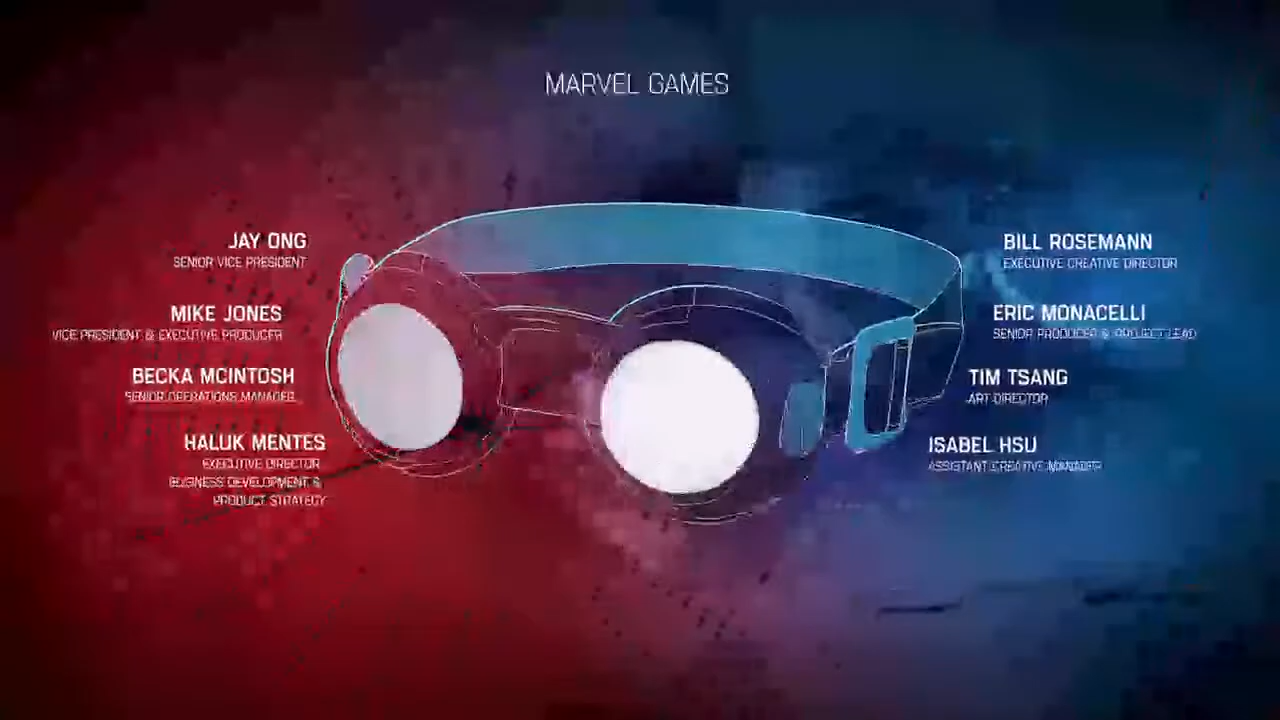 MARVEL GAMES
JAY ONG
SENIOR VICE PRESIDENT
MIKE JONES
VICE PRESIDENT & EXECUTIVE PRODUCER
BECKA MCINTOSH
SENIOR OPERATIONS MANAGER
HALUK MENTES
EXECUTIVE DIRECTOR
BUSINESS DEVELOPMENT &
PRODUCT STRATEGY
BILL ROSEMANN
EXECUTIVE CREATIVE DIRECTOR
ERIC MONACELLI
SENIOR PRODUCER & PROJECT LEAD
TIM TSANG
ART DIRECTOR
ISABEL HSU
ASSISTANT CREATIVE MANAGER